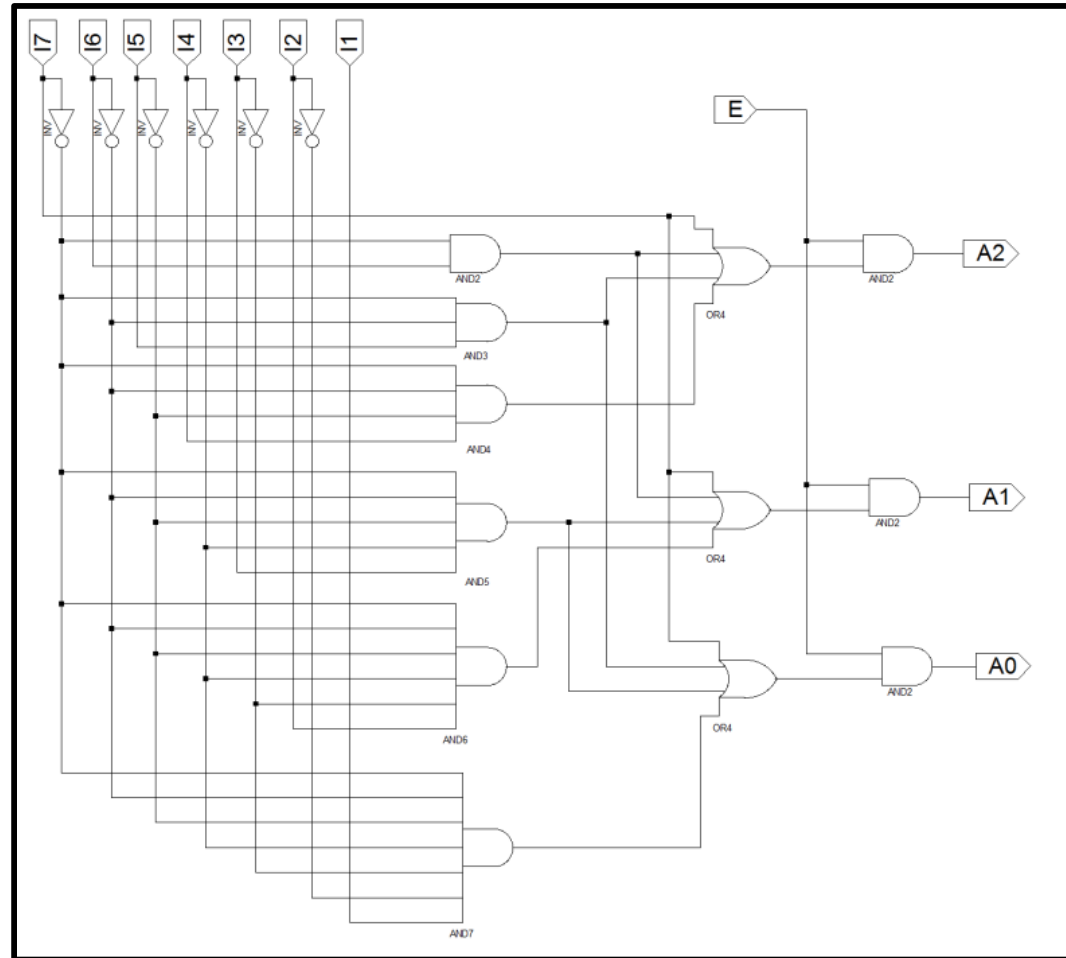 I7 I6 I5 I4 I3 I2 I1
INV INV INV INV INV INV
E
AND2
AND2
A2
OR4
AND3
AND4
A1
AND2
OR4
AND5
A0
AND2
OR4
AND6
AND7